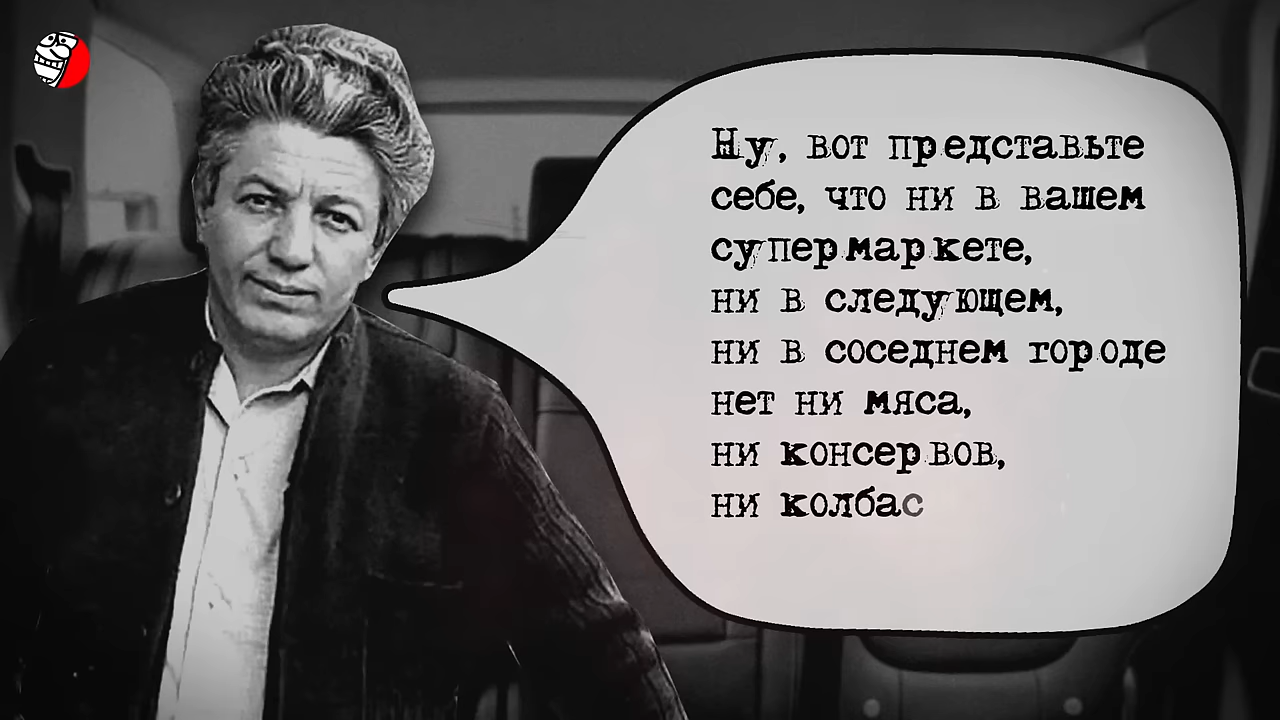 Ну, вот представьте
себе, что ни в вашем
супермаркете,
ни в следующем,
ни в соседнем городе
нет ни мяса,
ни консервов,
ни колбас